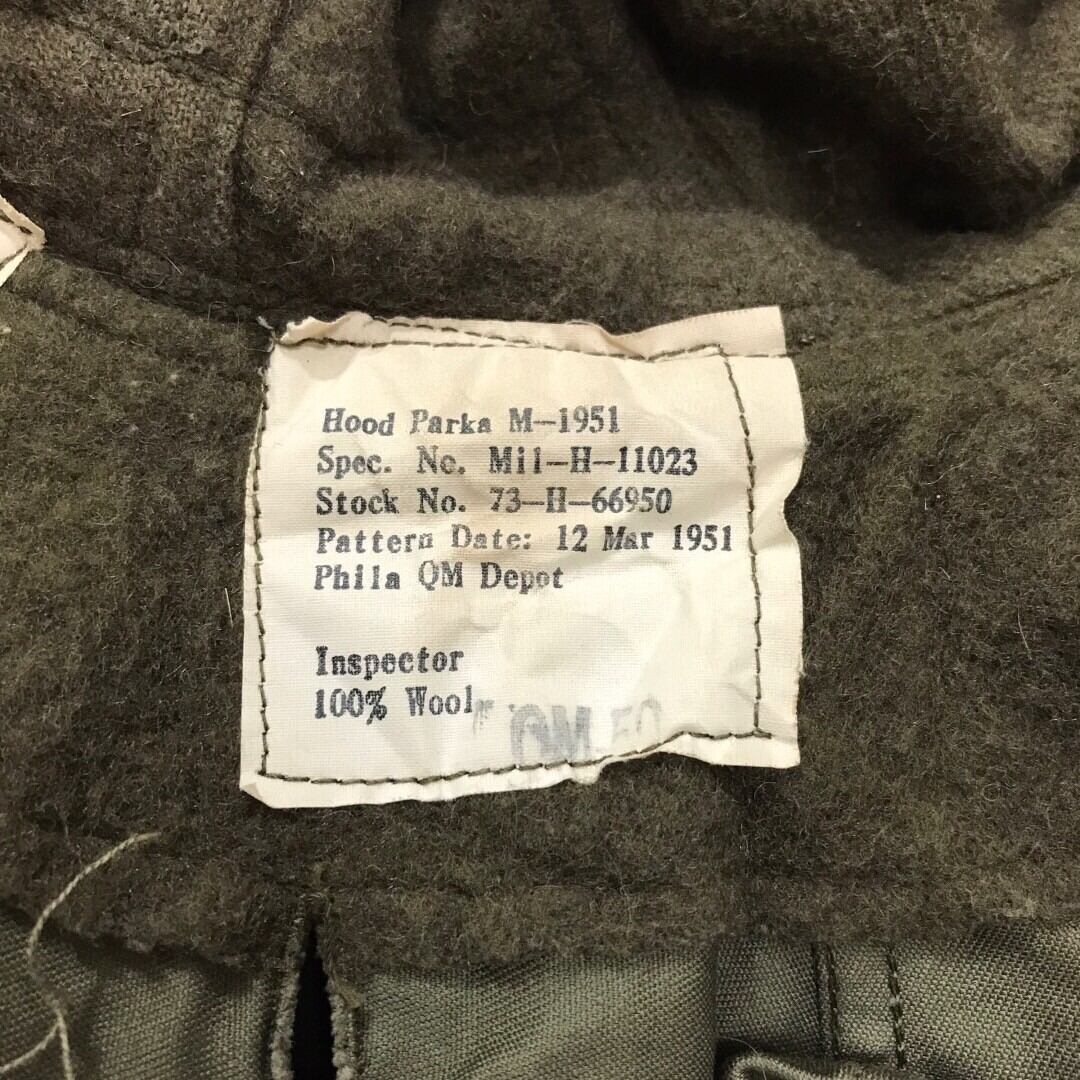 Hood Parka M-1951
Spec. No. Mil-H-11023
Stock No. 73-H-66950
Pattern Date: 12 Mar 1951
Phila QM Depot
Inspector
100% Wool
QM